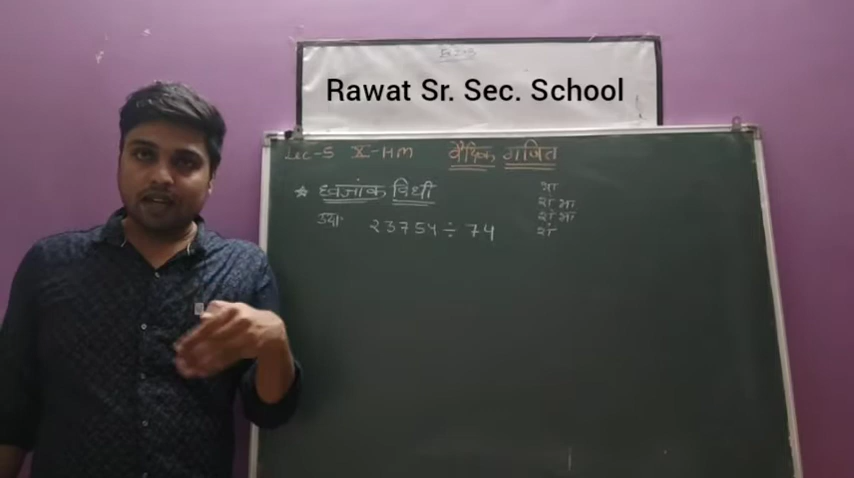 Rawat Sr. Sec. School
Lec-5 X-HM वैदिक गणित
* ध्वजांक विधी
उदा॰ 23754 ÷ 74
भा
शे भा
शे भा
शे